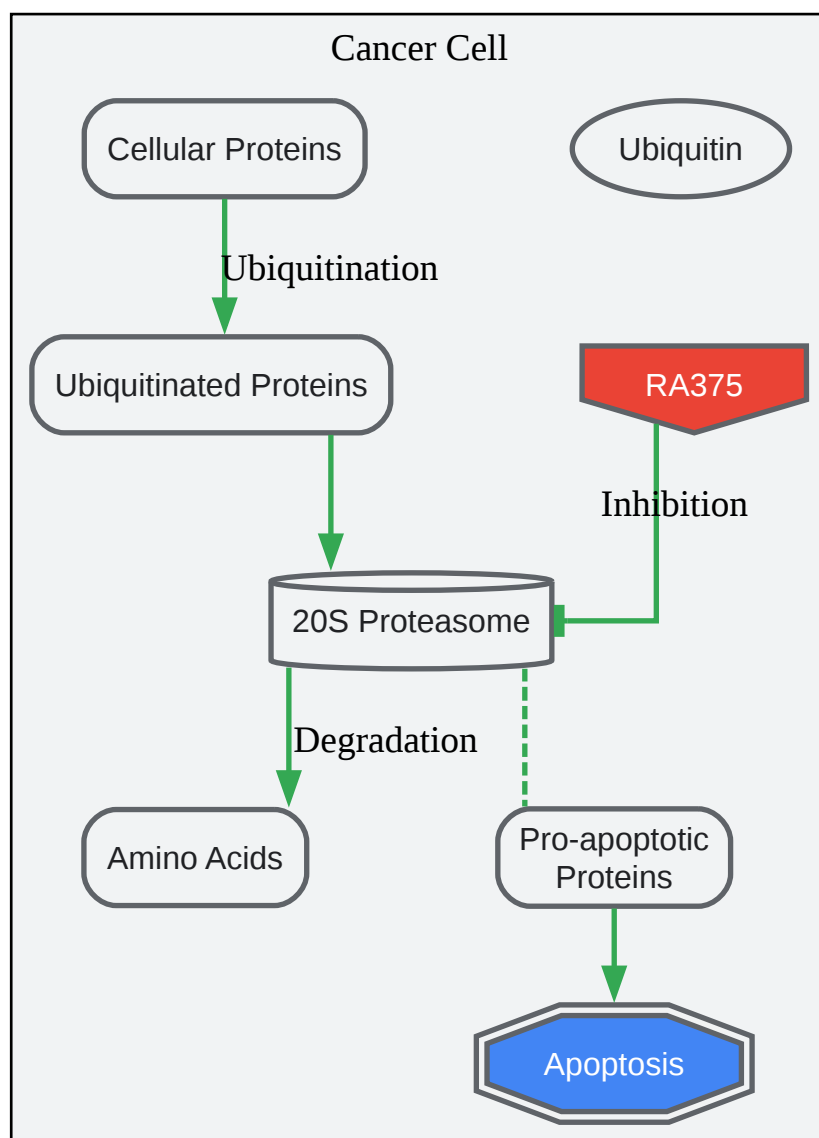 Cancer Cell
Cellular Proteins
Ubiquitin
Ubiquitination
Ubiquitinated Proteins
RA375
Inhibition
20S Proteasome
Degradation
Amino Acids
Pro-apoptotic
Proteins
Apoptosis